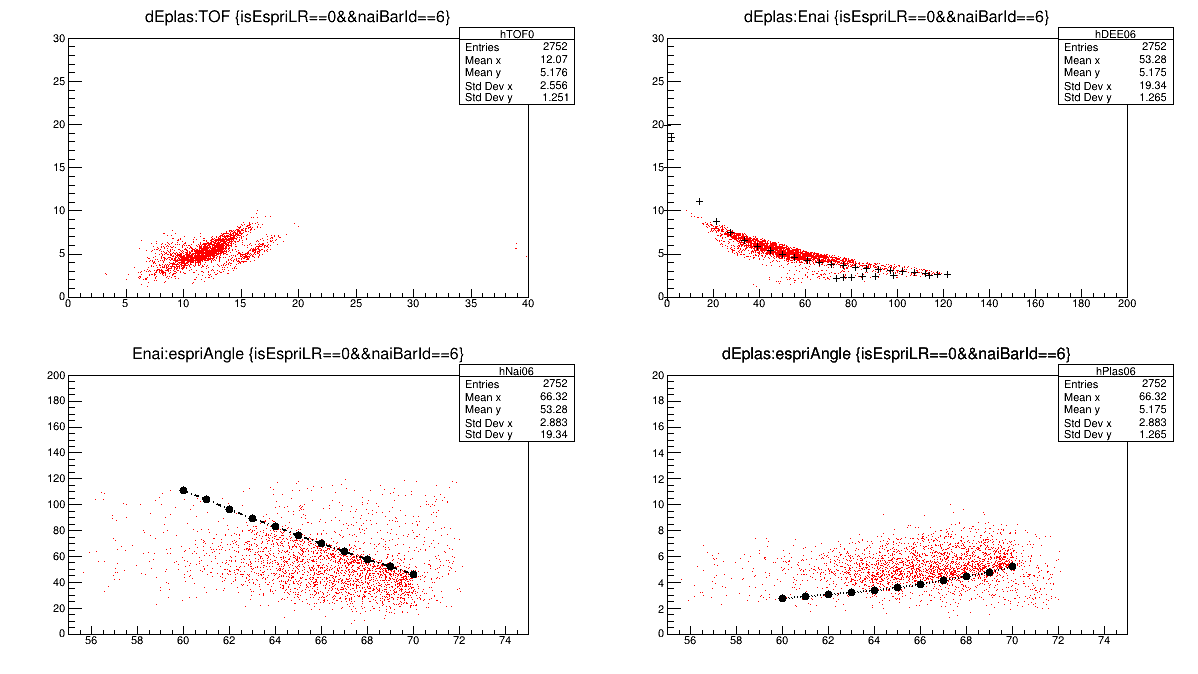 dEplas:TOF {isEspriLR==0&&naiBarId==6}
hTOF0
Entries 2752
Mean x 12.07
Mean y 5.176
Std Dev x 2.556
Std Dev y 1.251
30
25
20
15
10
5
0
0 5 10 15 20 25 30 35 40
dEplas:Enai {isEspriLR==0&&naiBarId==6}
hDEE06
Entries 2752
Mean x 53.28
Mean y 5.175
Std Dev x 19.34
Std Dev y 1.265
30
25
20
15
10
5
0
0 20 40 60 80 100 120 140 160 180 200
Enai:espriAngle {isEspriLR==0&&naiBarId==6}
hNai06
Entries 2752
Mean x 66.32
Mean y 53.28
Std Dev x 2.883
Std Dev y 19.34
200
180
160
140
120
100
80
60
40
20
0
56 58 60 62 64 66 68 70 72 74
dEplas:espriAngle {isEspriLR==0&&naiBarId==6}
hPlas06
Entries 2752
Mean x 66.32
Mean y 5.175
Std Dev x 2.883
Std Dev y 1.265
20
18
16
14
12
10
8
6
4
2
0
56 58 60 62 64 66 68 70 72 74